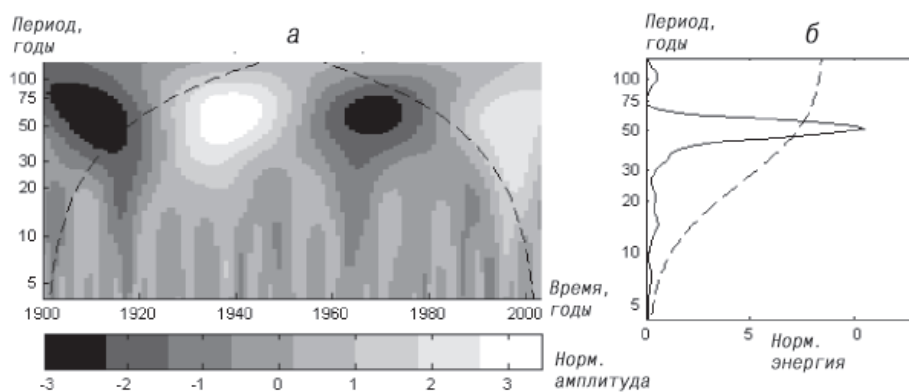 Период,
годы
а
100
75
50
30
20
10
5
1900 1920 1940 1960 1980 2000
Время,
годы
-3 -2 -1 0 1 2 3
Норм.
амплитуда
Период,
годы
б
100
75
50
30
20
10
5
0 5 0
Норм.
энергия